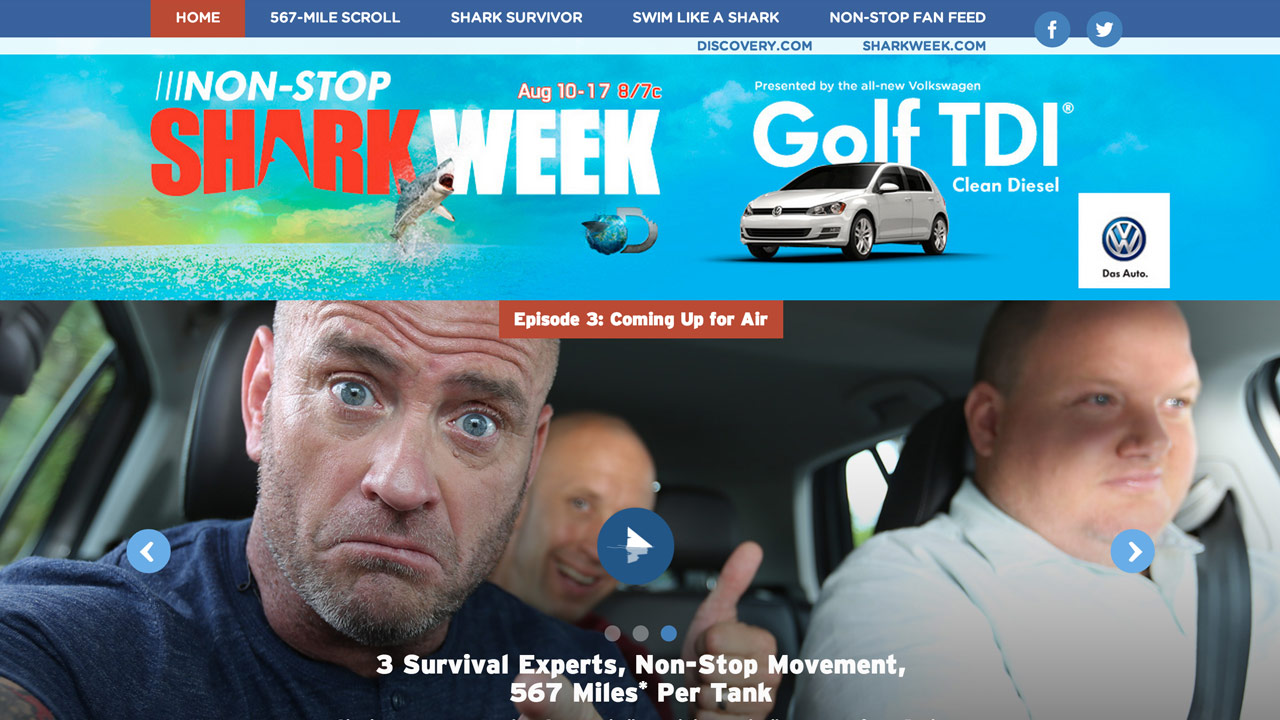 HOME 567-MILE SCROLL SHARK SURVIVOR SWIM LIKE A SHARK NON-STOP FAN FEED
DISCOVERY.COM SHARKWEEK.COM
NON-STOP
Aug 10-17 8/7c
SHARK WEEK
Presented by the all-new Volkswagen
Golf TDI®
Clean Diesel
Das Auto.
Episode 3: Coming Up for Air
3 Survival Experts, Non-Stop Movement,
567 Miles* Per Tank